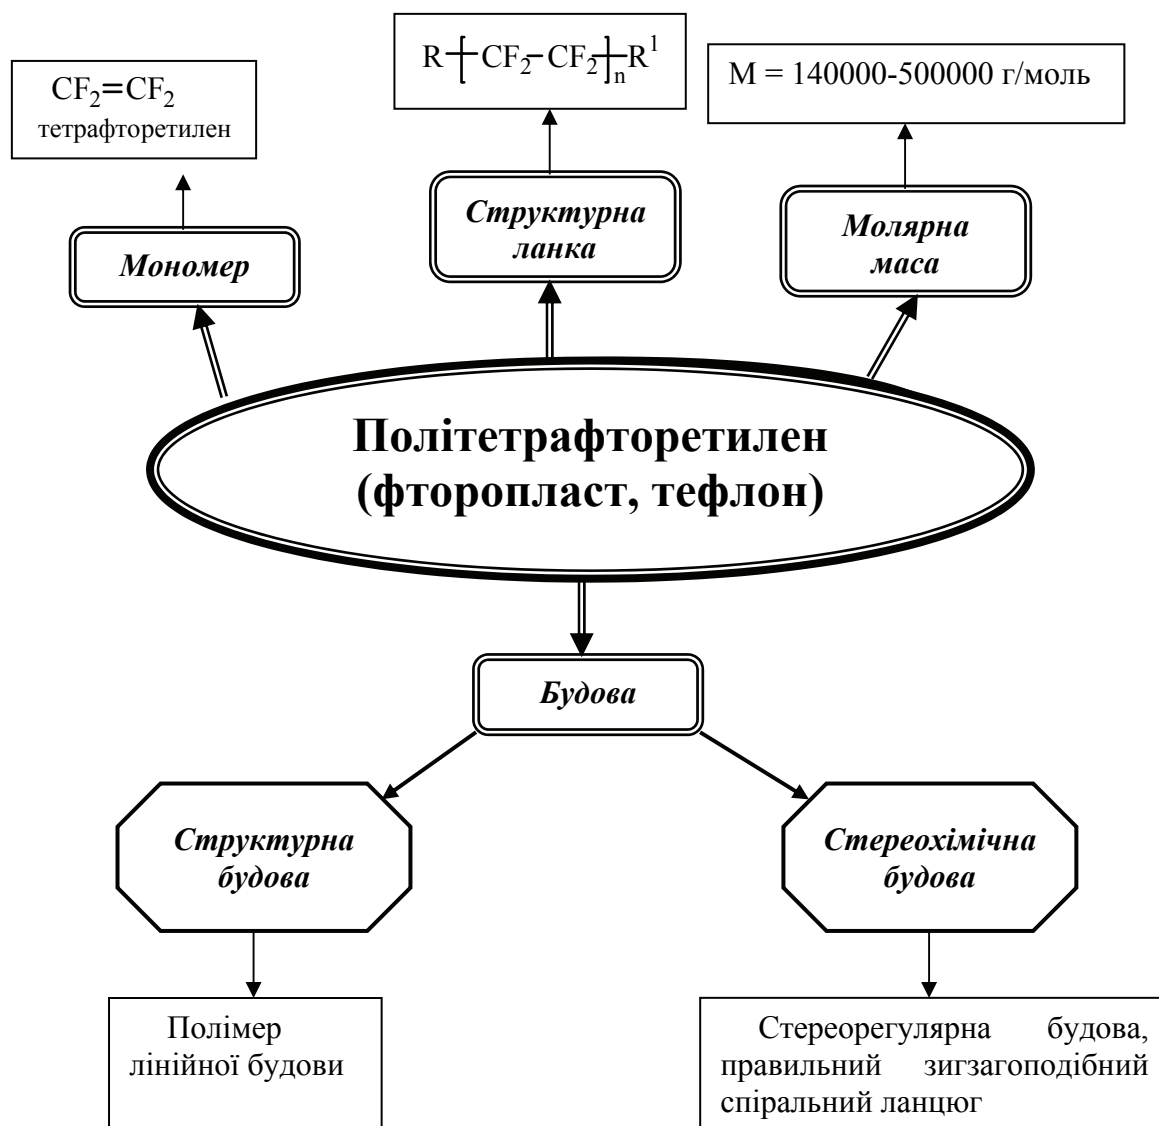 R-[-CF₂-CF₂-]ₙ-R¹
CF₂=CF₂
тетрафторетилен
М = 140000-500000 г/моль
Мономер
Структурна
ланка
Молярна
маса
Політетрафторетилен
(фторопласт, тефлон)
Будова
Структурна
будова
Стереохімічна
будова
Полімер
лінійної будови
Стереорегулярна будова,
правильний зигзагоподібний
спіральний ланцюг